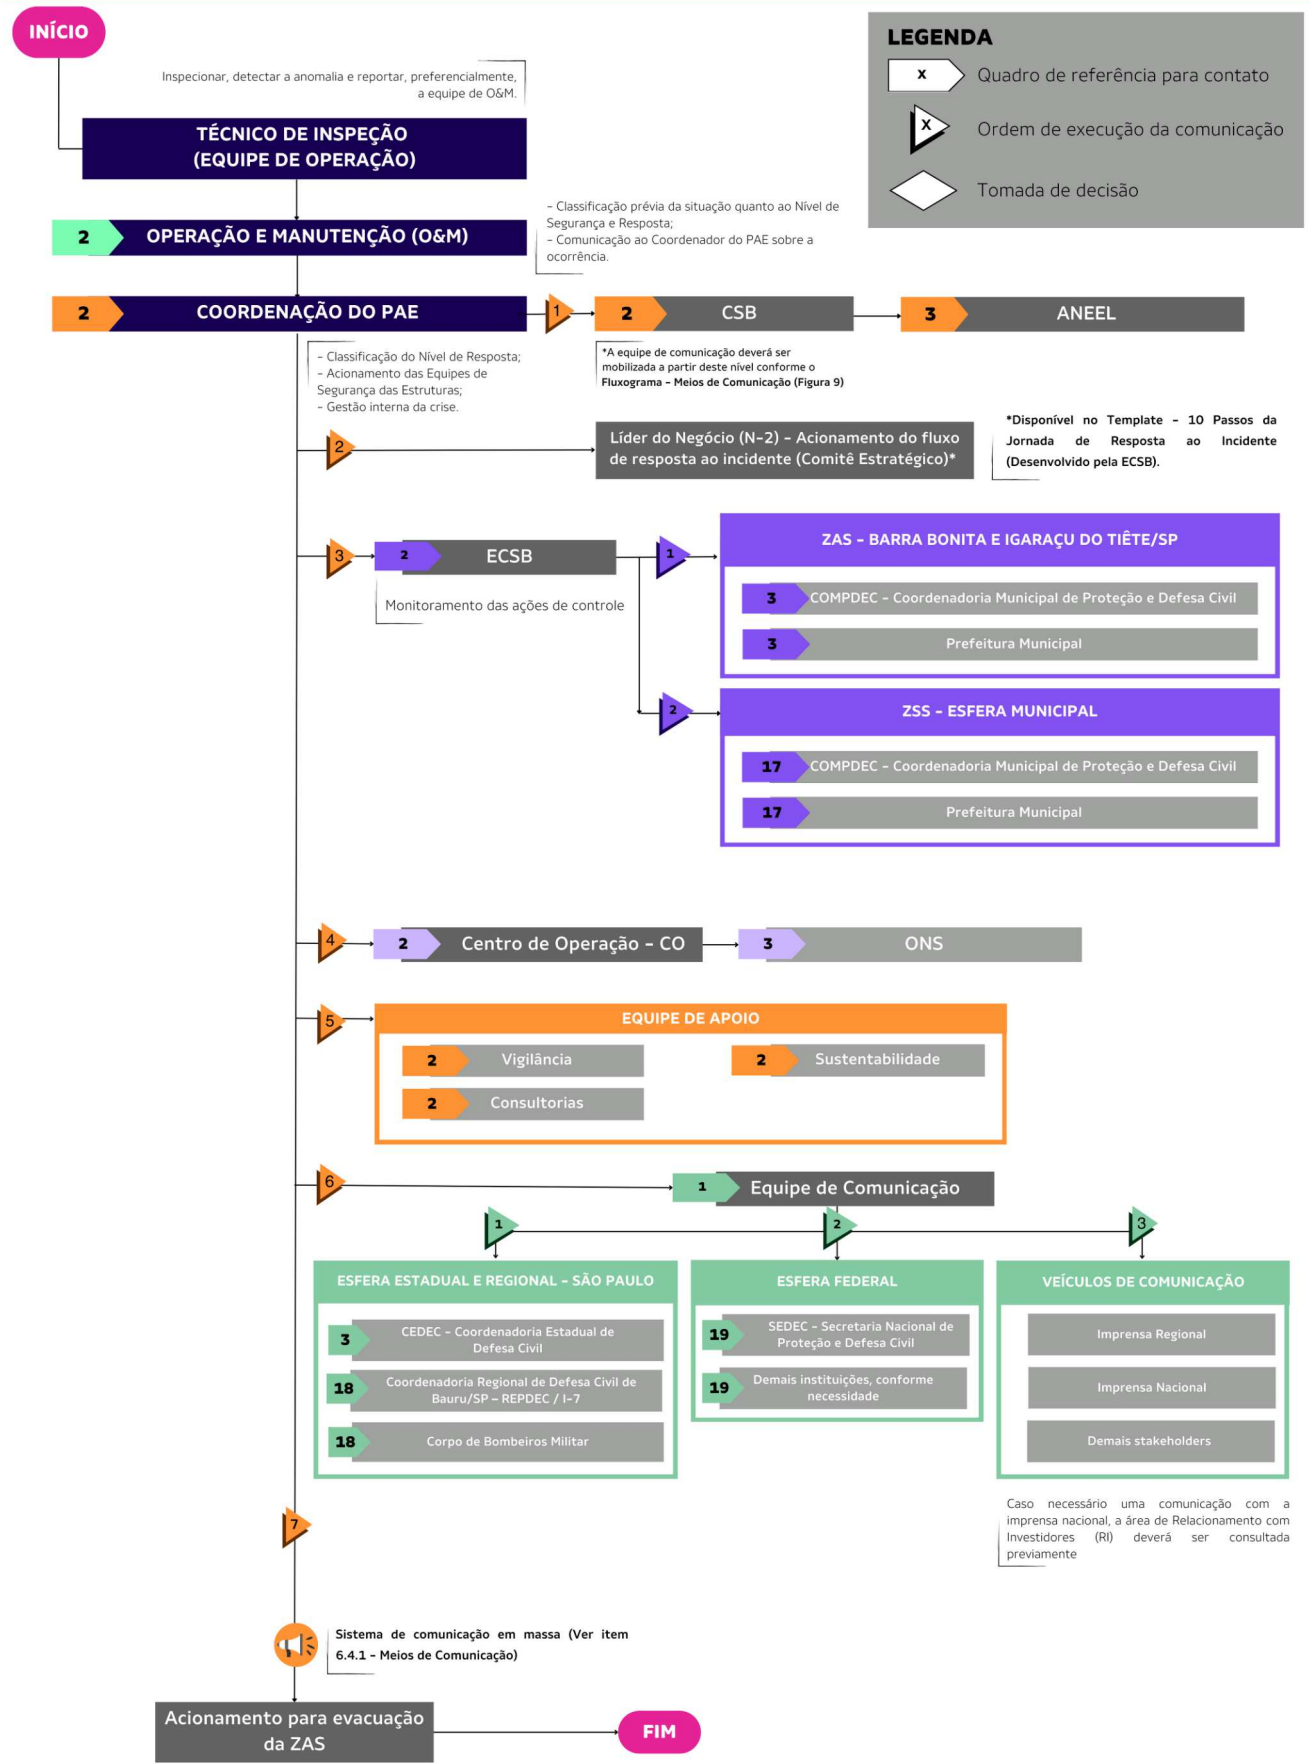 INÍCIO
LEGENDA
X
Quadro de referência para contato
X
Ordem de execução da comunicação
Tomada de decisão
Inspecionar, detectar a anomalia e reportar, preferencialmente,
a equipe de O&M.
TÉCNICO DE INSPEÇÃO
(EQUIPE DE OPERAÇÃO)
2
OPERAÇÃO E MANUTENÇÃO (O&M)
- Classificação prévia da situação quanto ao Nível de
Segurança e Resposta;
- Comunicação ao Coordenador do PAE sobre a
ocorrência.
2
COORDENAÇÃO DO PAE
1
2
CSB
3
ANEEL
- Classificação do Nível de Resposta;
- Acionamento das Equipes de
Segurança das Estruturas;
- Gestão interna da crise.
*A equipe de comunicação deverá ser
mobilizada a partir deste nível conforme o
Fluxograma - Meios de Comunicação (Figura 9)
2
Líder do Negócio (N-2) - Acionamento do fluxo
de resposta ao incidente (Comitê Estratégico)*
*Disponível no Template - 10 Passos da
Jornada de Resposta ao Incidente
(Desenvolvido pela ECSB).
3
2
ECSB
Monitoramento das ações de controle
1
ZAS - BARRA BONITA E IGARAÇU DO TIÊTE/SP
3
COMPDEC - Coordenadoria Municipal de Proteção e Defesa Civil
3
Prefeitura Municipal
2
ZSS - ESFERA MUNICIPAL
17
COMPDEC - Coordenadoria Municipal de Proteção e Defesa Civil
17
Prefeitura Municipal
4
2
Centro de Operação - CO
3
ONS
5
EQUIPE DE APOIO
2
Vigilância
2
Sustentabilidade
2
Consultorias
6
1
Equipe de Comunicação
1
2
3
ESFERA ESTADUAL E REGIONAL - SÃO PAULO
3
CEDEC - Coordenadoria Estadual de
Defesa Civil
18
Coordenadoria Regional de Defesa Civil de
Bauru/SP – REPDEC / I-7
18
Corpo de Bombeiros Militar
ESFERA FEDERAL
19
SEDEC - Secretaria Nacional de
Proteção e Defesa Civil
19
Demais instituições, conforme
necessidade
VEÍCULOS DE COMUNICAÇÃO
Imprensa Regional
Imprensa Nacional
Demais stakeholders
Caso necessário uma comunicação com a
imprensa nacional, a área de Relacionamento com
Investidores (RI) deverá ser consultada
previamente
7
Sistema de comunicação em massa (Ver item
6.4.1 - Meios de Comunicação)
Acionamento para evacuação
da ZAS
FIM